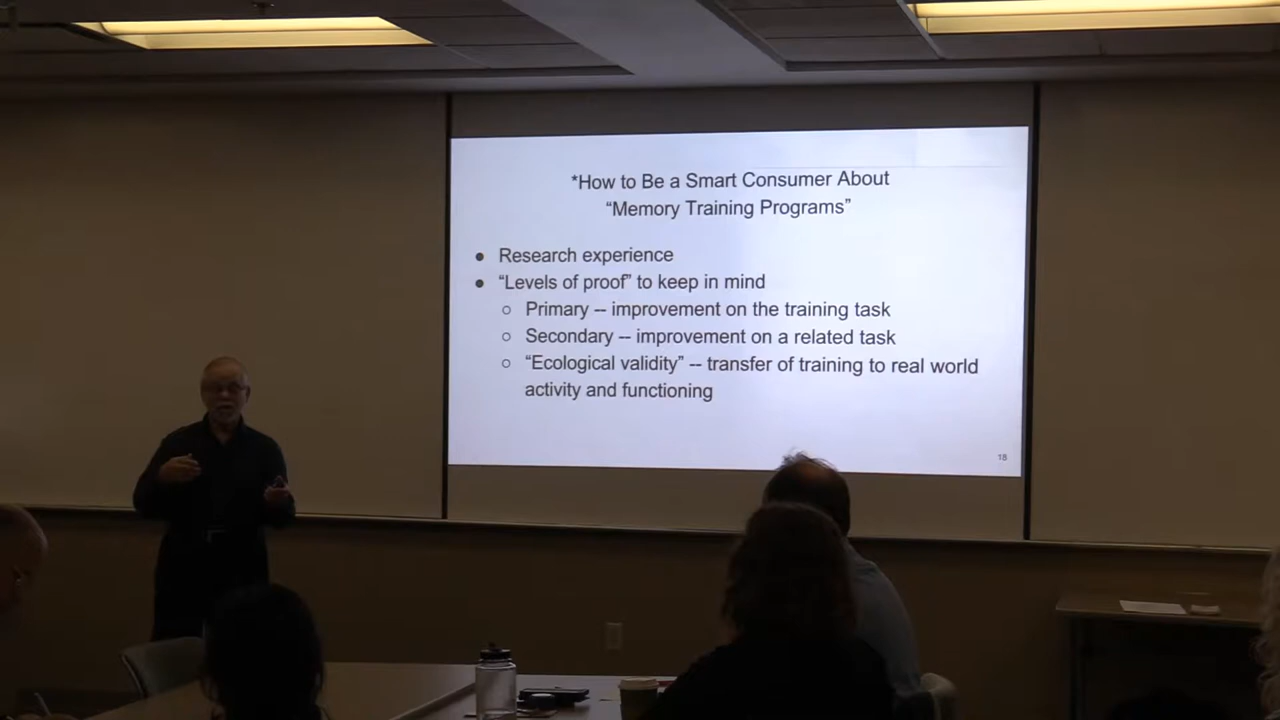 *How to Be a Smart Consumer About
“Memory Training Programs”
● Research experience
● “Levels of proof” to keep in mind
○ Primary -- improvement on the training task
○ Secondary -- improvement on a related task
○ “Ecological validity” -- transfer of training to real world
activity and functioning
18